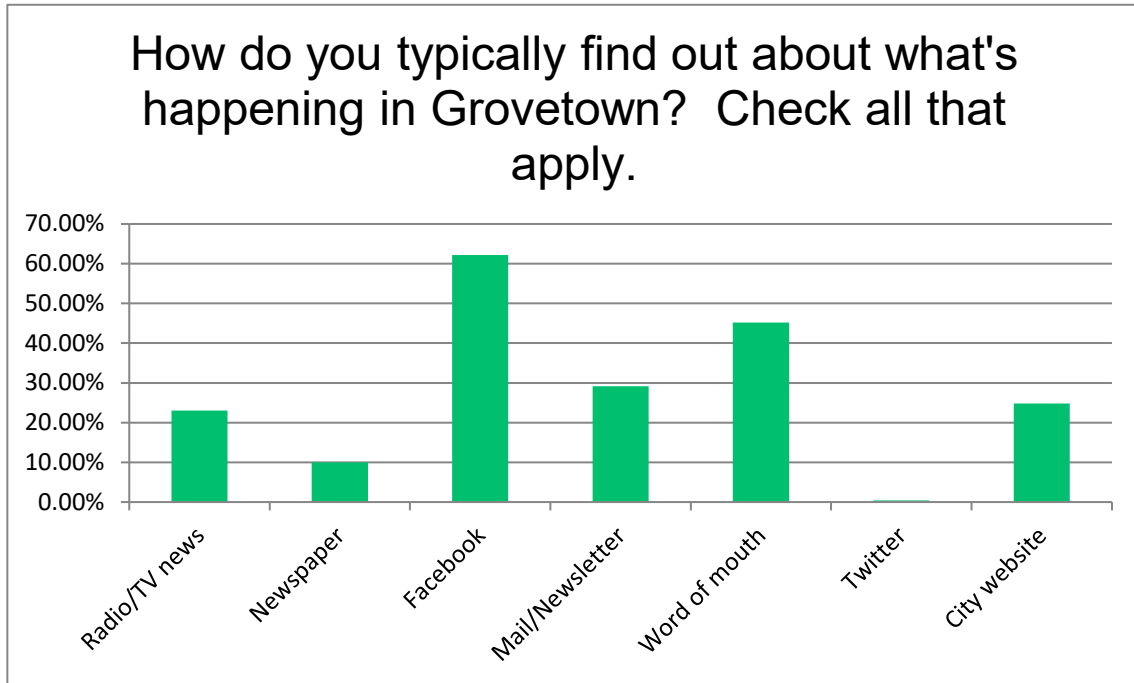 How do you typically find out about what's
happening in Grovetown?  Check all that
apply.
70.00%
60.00%
50.00%
40.00%
30.00%
20.00%
10.00%
0.00%
Radio/TV news
Newspaper
Facebook
Mail/Newsletter
Word of mouth
Twitter
City website